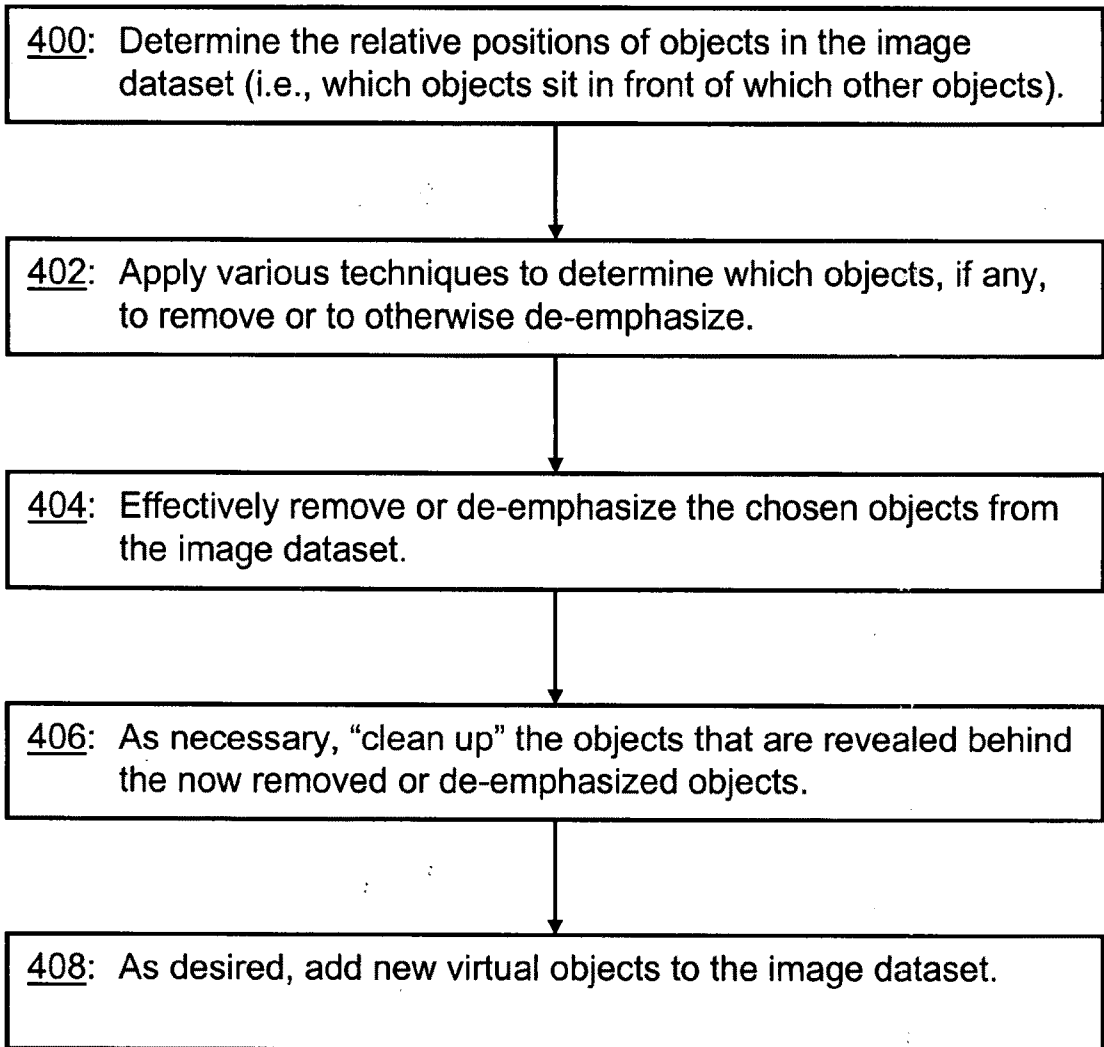 400: Determine the relative positions of objects in the image
dataset (i.e., which objects sit in front of which other objects).
402: Apply various techniques to determine which objects, if any,
to remove or to otherwise de-emphasize.
404: Effectively remove or de-emphasize the chosen objects from
the image dataset.
406: As necessary, “clean up” the objects that are revealed behind
the now removed or de-emphasized objects.
408: As desired, add new virtual objects to the image dataset.